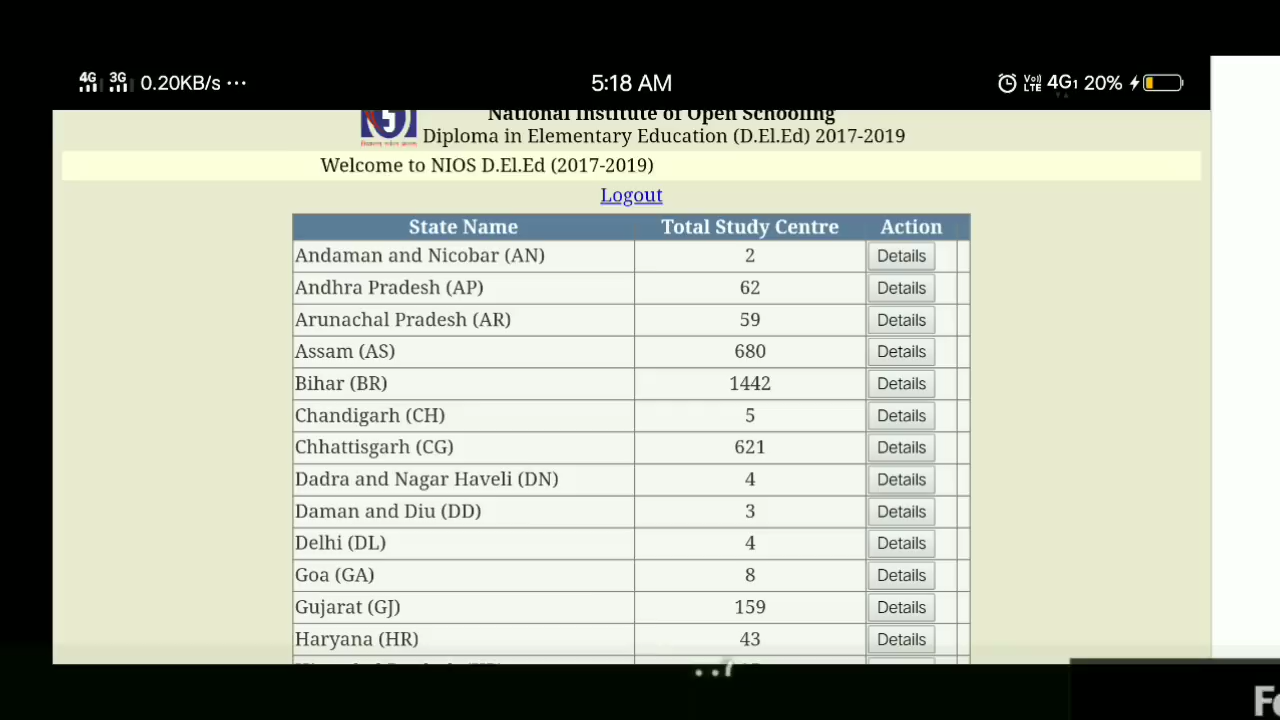 4G 3G 0.20KB/s ··· 5:18 AM VoI) LTE 4G1 20%
National Institute of Open Schooling
Diploma in Elementary Education (D.El.Ed) 2017-2019
Welcome to NIOS D.El.Ed (2017-2019)
Logout
State Name Total Study Centre Action
Andaman and Nicobar (AN) 2 Details
Andhra Pradesh (AP) 62 Details
Arunachal Pradesh (AR) 59 Details
Assam (AS) 680 Details
Bihar (BR) 1442 Details
Chandigarh (CH) 5 Details
Chhattisgarh (CG) 621 Details
Dadra and Nagar Haveli (DN) 4 Details
Daman and Diu (DD) 3 Details
Delhi (DL) 4 Details
Goa (GA) 8 Details
Gujarat (GJ) 159 Details
Haryana (HR) 43 Details